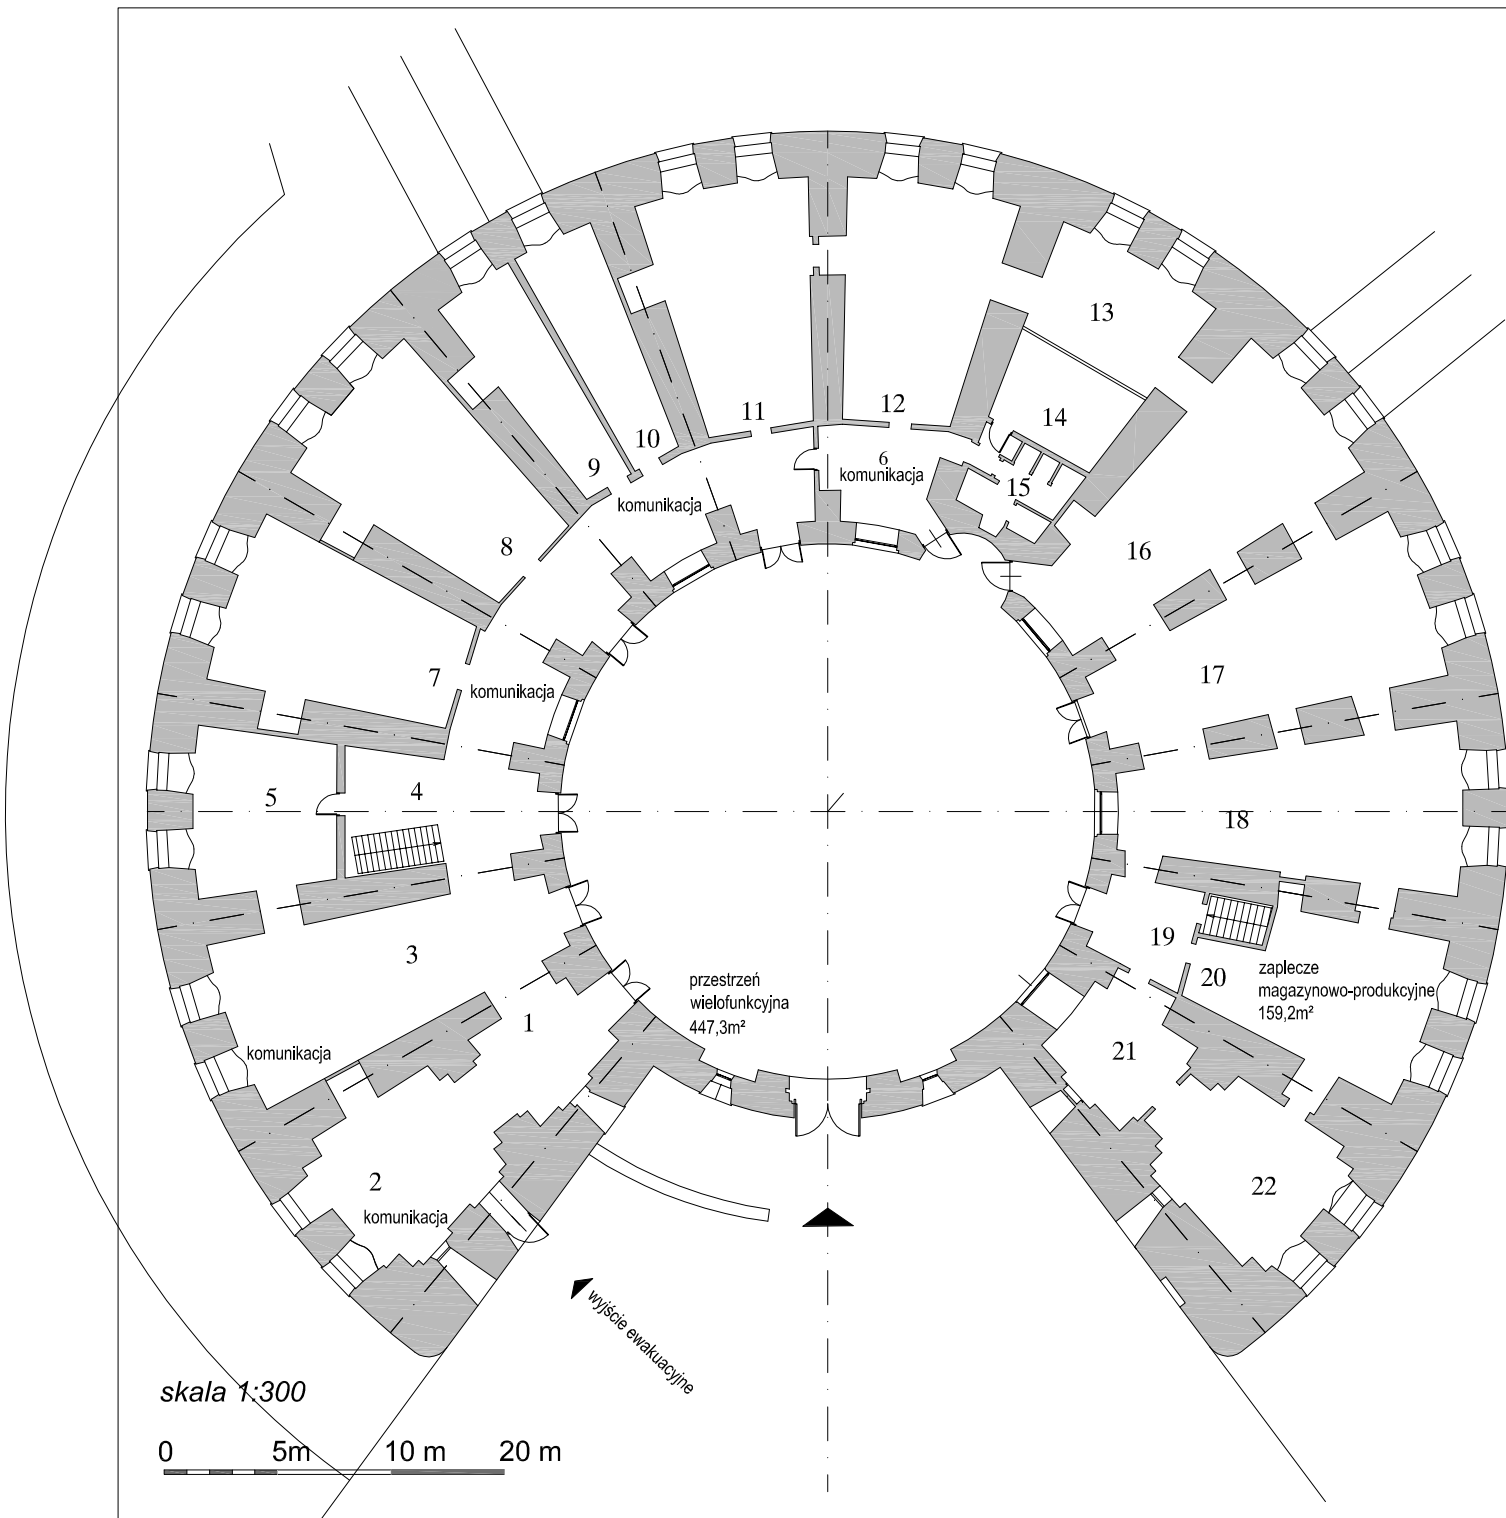 13
14
11
12
10
6
komunikacja
9
15
komunikacja
8
16
7
komunikacja
17
5
4
18
3
19
20
zaplecze
magazynowo-produkcyjne
159,2m²
przestrzeń
wielofunkcyjna
447,3m²
1
21
komunikacja
2
komunikacja
22
wyjście ewakuacyjne
skala 1:300
0 5m 10 m 20 m